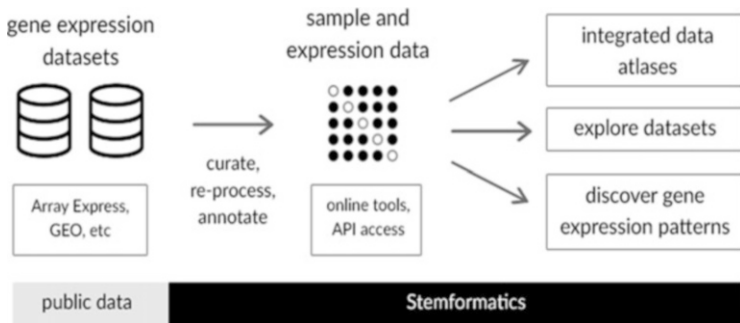 gene expression
datasets
Array Express,
GEO, etc
curate,
re-process,
annotate
sample and
expression data
online tools,
API access
integrated data
atlases
explore datasets
discover gene
expression patterns
public data
Stemformatics